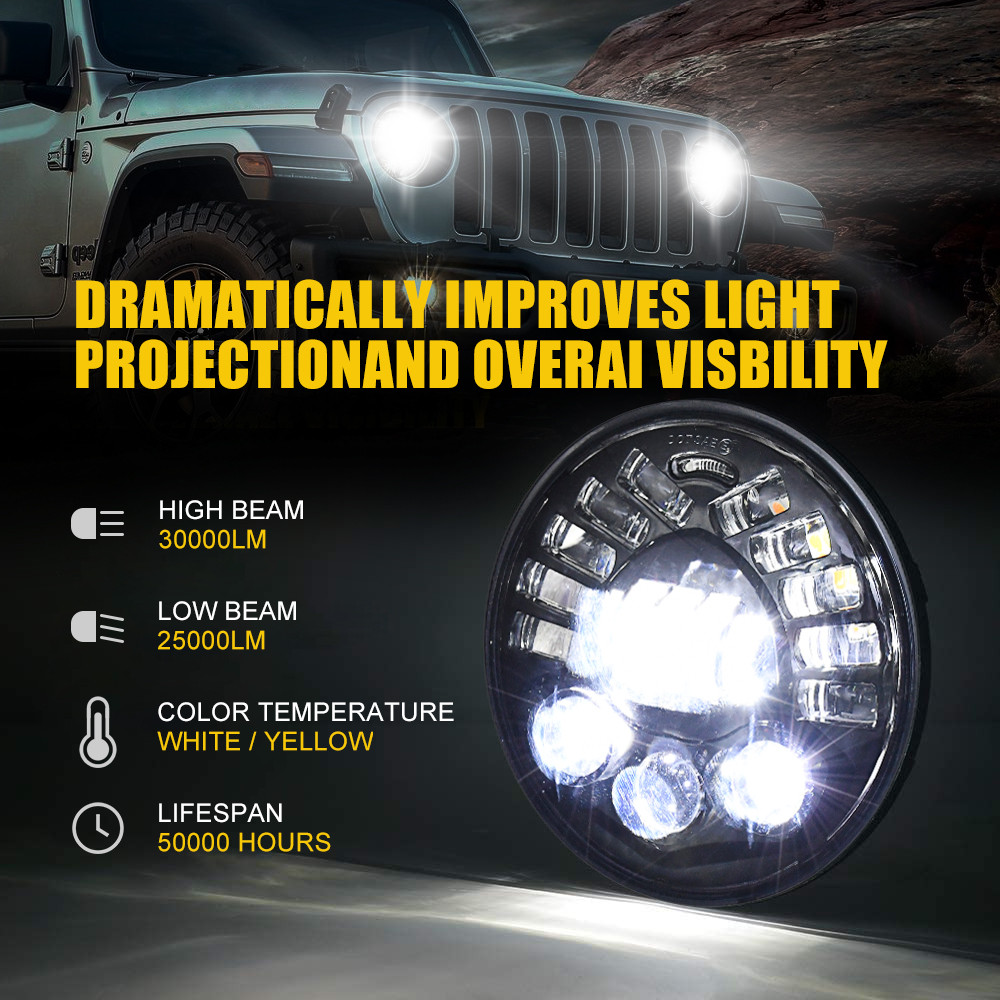 Jeep
DRAMATICALLY IMPROVES LIGHT
PROJECTIONAND OVERAI VISBILITY
HIGH BEAM
30000LM
LOW BEAM
25000LM
COLOR TEMPERATURE
WHITE / YELLOW
LIFESPAN
50000 HOURS